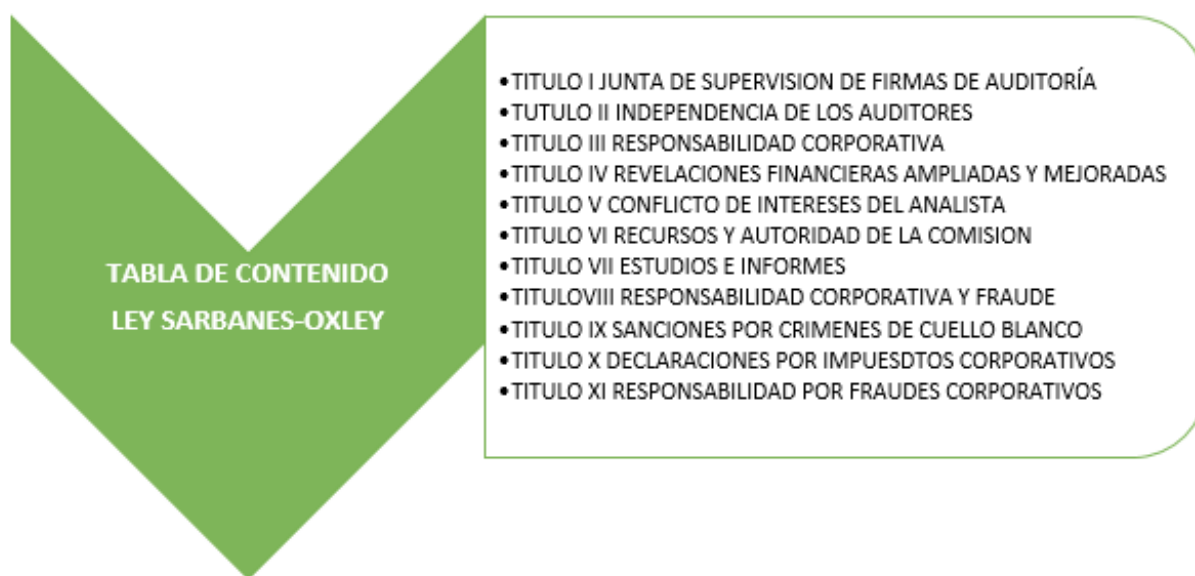 TABLA DE CONTENIDO
LEY SARBANES-OXLEY
•TITULO I JUNTA DE SUPERVISION DE FIRMAS DE AUDITORÍA
•TUTULO II INDEPENDENCIA DE LOS AUDITORES
•TITULO III RESPONSABILIDAD CORPORATIVA
•TITULO IV REVELACIONES FINANCIERAS AMPLIADAS Y MEJORADAS
•TITULO V CONFLICTO DE INTERESES DEL ANALISTA
•TITULO VI RECURSOS Y AUTORIDAD DE LA COMISION
•TITULO VII ESTUDIOS E INFORMES
•TITULOVIII RESPONSABILIDAD CORPORATIVA Y FRAUDE
•TITULO IX SANCIONES POR CRIMENES DE CUELLO BLANCO
•TITULO X DECLARACIONES POR IMPUESDTOS CORPORATIVOS
•TITULO XI RESPONSABILIDAD POR FRAUDES CORPORATIVOS